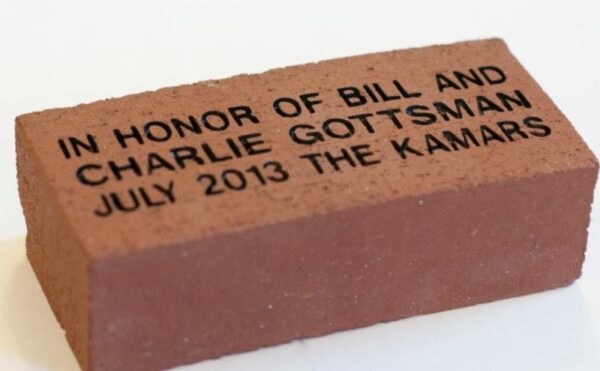 IN HONOR OF BILL AND
CHARLIE GOTTSMAN
JULY 2013 THE KAMARS